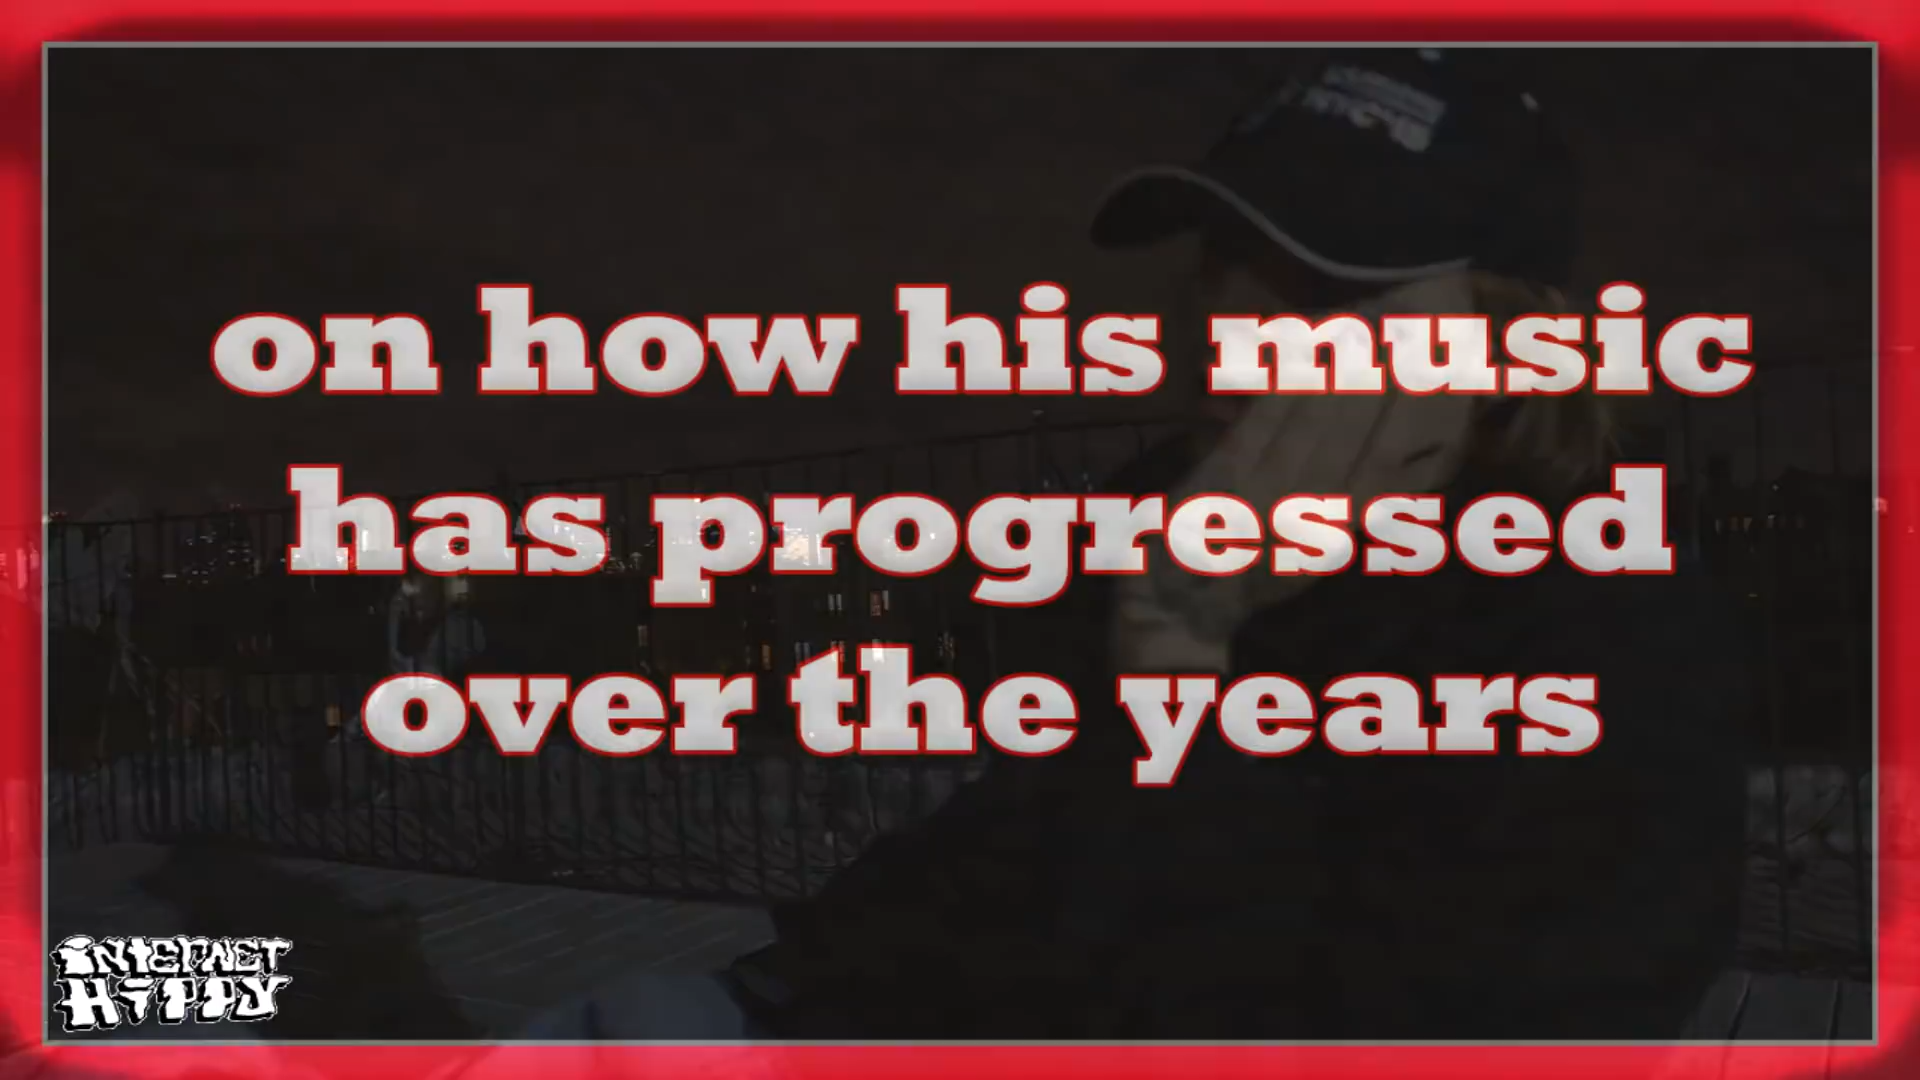 on how his music
has progressed
over the years
INTERNET
HIPPY